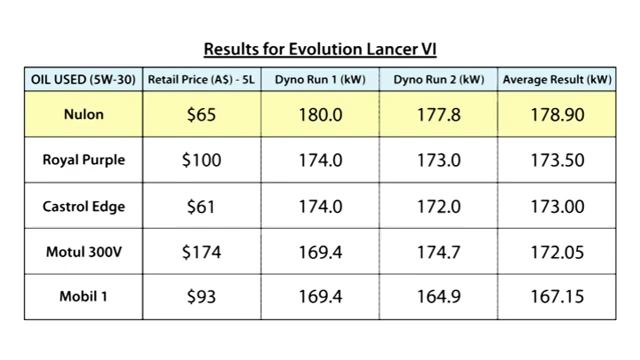 Results for Evolution Lancer VI
OIL USED (5W-30) Retail Price (A$) - 5L Dyno Run 1 (kW) Dyno Run 2 (kW) Average Result (kW)
Nulon $65 180.0 177.8 178.90
Royal Purple $100 174.0 173.0 173.50
Castrol Edge $61 174.0 172.0 173.00
Motul 300V $174 169.4 174.7 172.05
Mobil 1 $93 169.4 164.9 167.15